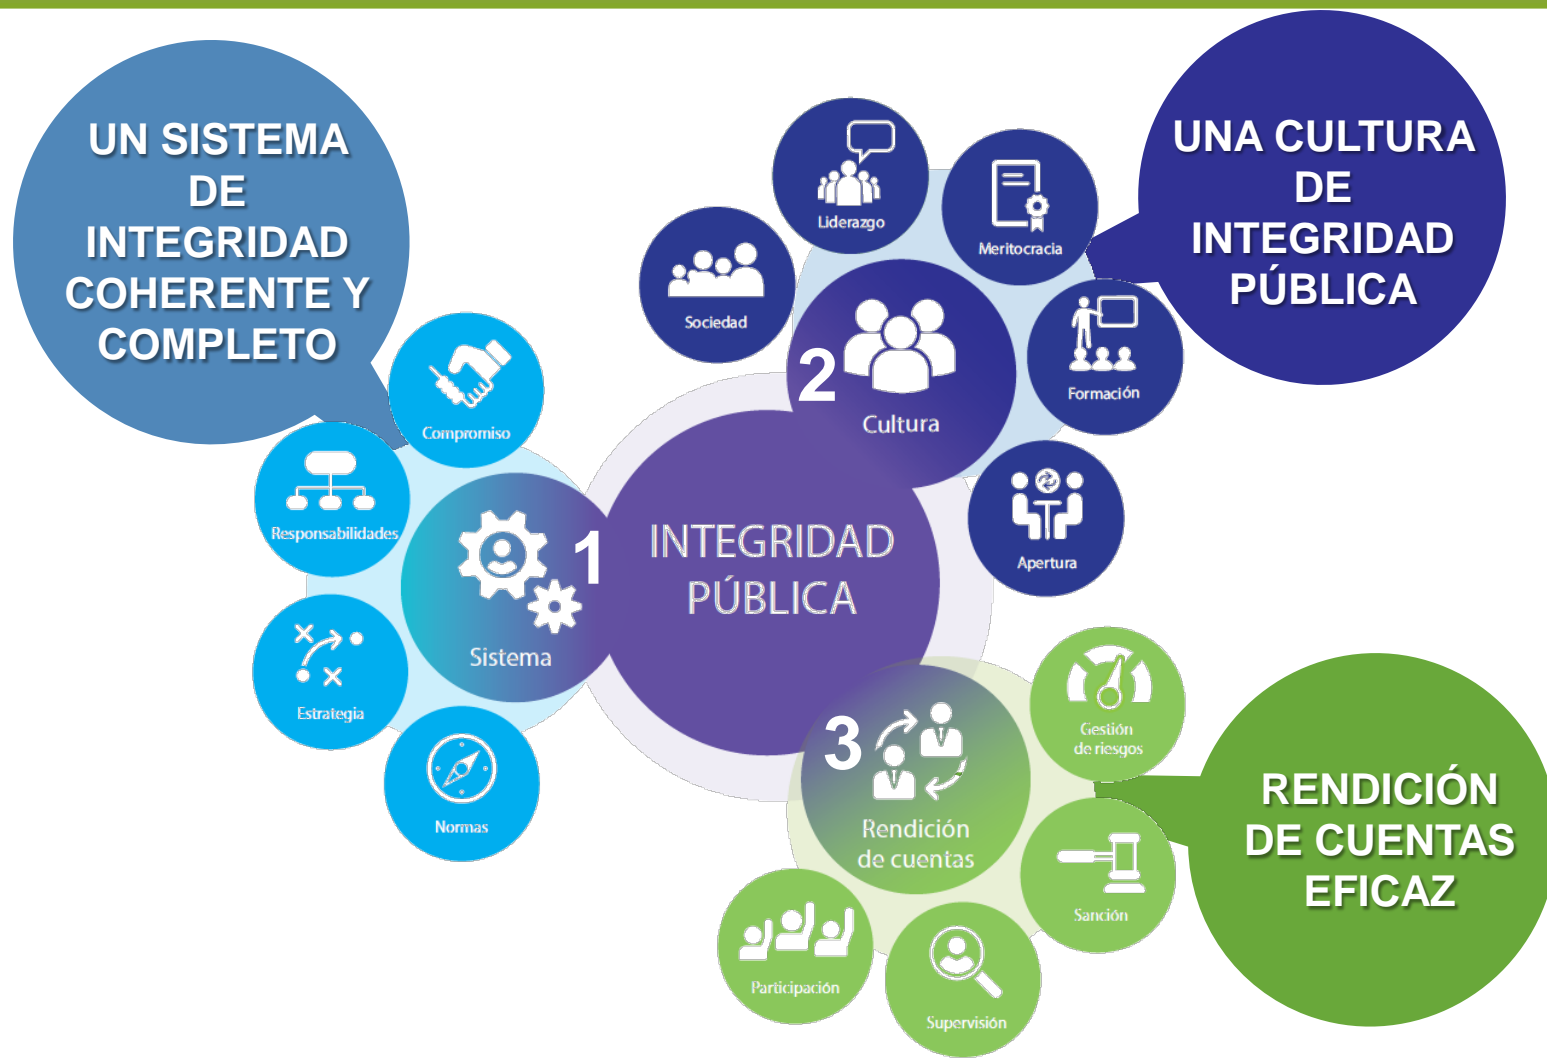 UN SISTEMA
DE
INTEGRIDAD
COHERENTE Y
COMPLETO
UNA CULTURA
DE
INTEGRIDAD
PÚBLICA
Liderazgo
Meritocracia
Sociedad
Formación
2
Cultura
Apertura
Compromiso
Responsabilidades
1
Sistema
Estrategia
Normas
INTEGRIDAD
PÚBLICA
3
Rendición
de cuentas
Gestión
de riesgos
Sanción
Participación
Supervisión
RENDICIÓN
DE CUENTAS
EFICAZ